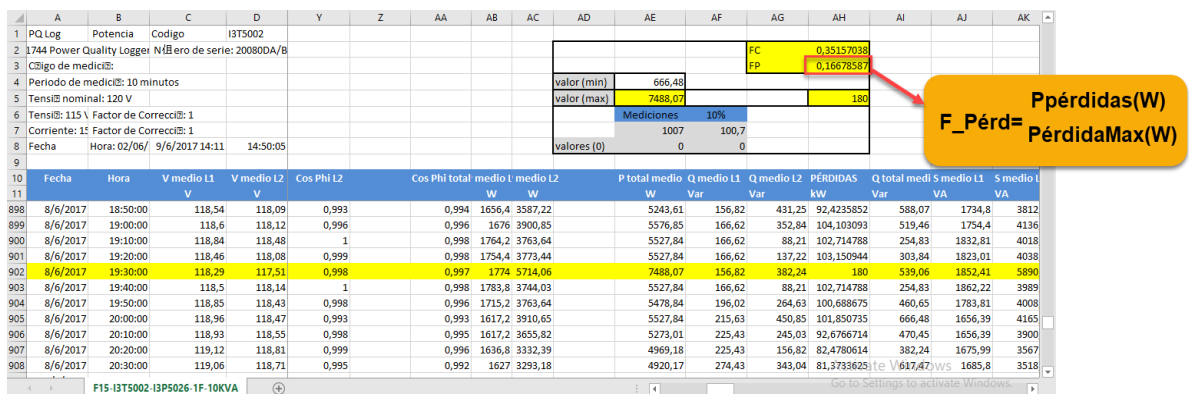 A B C D Y Z AA AB AC AD AE AF AG AH AI AJ AK
1 PQ Log Potencia Codigo I3T5002
2 1744 Power Quality Logger ero de serie: 20080DA/B FC 0,35157038
3 digo de medici FP 0,16678587
4 Periodo de medici : 10 minutos valor (min) 666,48
5 Tensi nominal: 120 V valor (max) 7488,07 180
6 Tensi : 115 V Factor de Correcci : 1 Mediciones 10%
7 Corriente: 15 Factor de Correcci : 1 1007 100,7
8 Fecha Hora: 02/06/ 9/6/2017 14:11 14:50:05 valores (0) 0 0
9
10 Fecha Hora V medio L1 V medio L2 Cos Phi L2 Cos Phi total medio L medio L2 P total medio Q medio L1 Q medio L2 PÉRDIDAS Q total medi S medio L1 S medio L
11 V V W W W Var Var kW Var VA VA
898 8/6/2017 18:50:00 118,54 118,09 0,993 0,994 1656,4 3587,22 5243,61 156,82 431,25 92,4235852 588,07 1734,8 3812
899 8/6/2017 19:00:00 118,6 118,12 0,996 0,996 1676 3900,85 5576,85 166,62 352,84 104,103093 519,46 1754,4 4136
900 8/6/2017 19:10:00 118,84 118,48 1 0,998 1764,2 3763,64 5527,84 166,62 88,21 102,714788 254,83 1832,81 4018
901 8/6/2017 19:20:00 118,46 118,08 0,999 0,998 1754,4 3773,44 5527,84 166,62 137,22 103,150944 303,84 1823,01 4038
902 8/6/2017 19:30:00 118,29 117,51 0,998 0,997 1774 5714,06 7488,07 156,82 382,24 180 539,06 1852,41 5890
903 8/6/2017 19:40:00 118,5 118,14 1 0,998 1783,8 3744,03 5527,84 166,62 88,21 102,714788 254,83 1862,22 3989
904 8/6/2017 19:50:00 118,85 118,43 0,998 0,996 1715,2 3763,64 5478,84 196,02 264,63 100,688675 460,65 1783,81 4008
905 8/6/2017 20:00:00 118,96 118,47 0,993 0,993 1617,2 3910,65 5527,84 215,63 450,85 101,850735 666,48 1656,39 4165
906 8/6/2017 20:10:00 118,93 118,55 0,998 0,995 1617,2 3655,82 5273,01 225,43 245,03 92,6766714 470,45 1656,39 3900
907 8/6/2017 20:20:00 119,12 118,81 0,999 0,996 1636,8 3332,39 4969,18 225,43 156,82 82,4780614 382,24 1675,99 3567
908 8/6/2017 20:30:00 119,06 118,71 0,995 0,992 1627 3293,18 4920,17 274,43 343,04 81,3733625 617,47 1685,8 3518
F15-I3T5002-I3P5026-1F-10KVA
Activate Windows
Go to Settings to activate Windows.
Ppérdidas(W)
F_Pérd=
PérdidaMax(W)